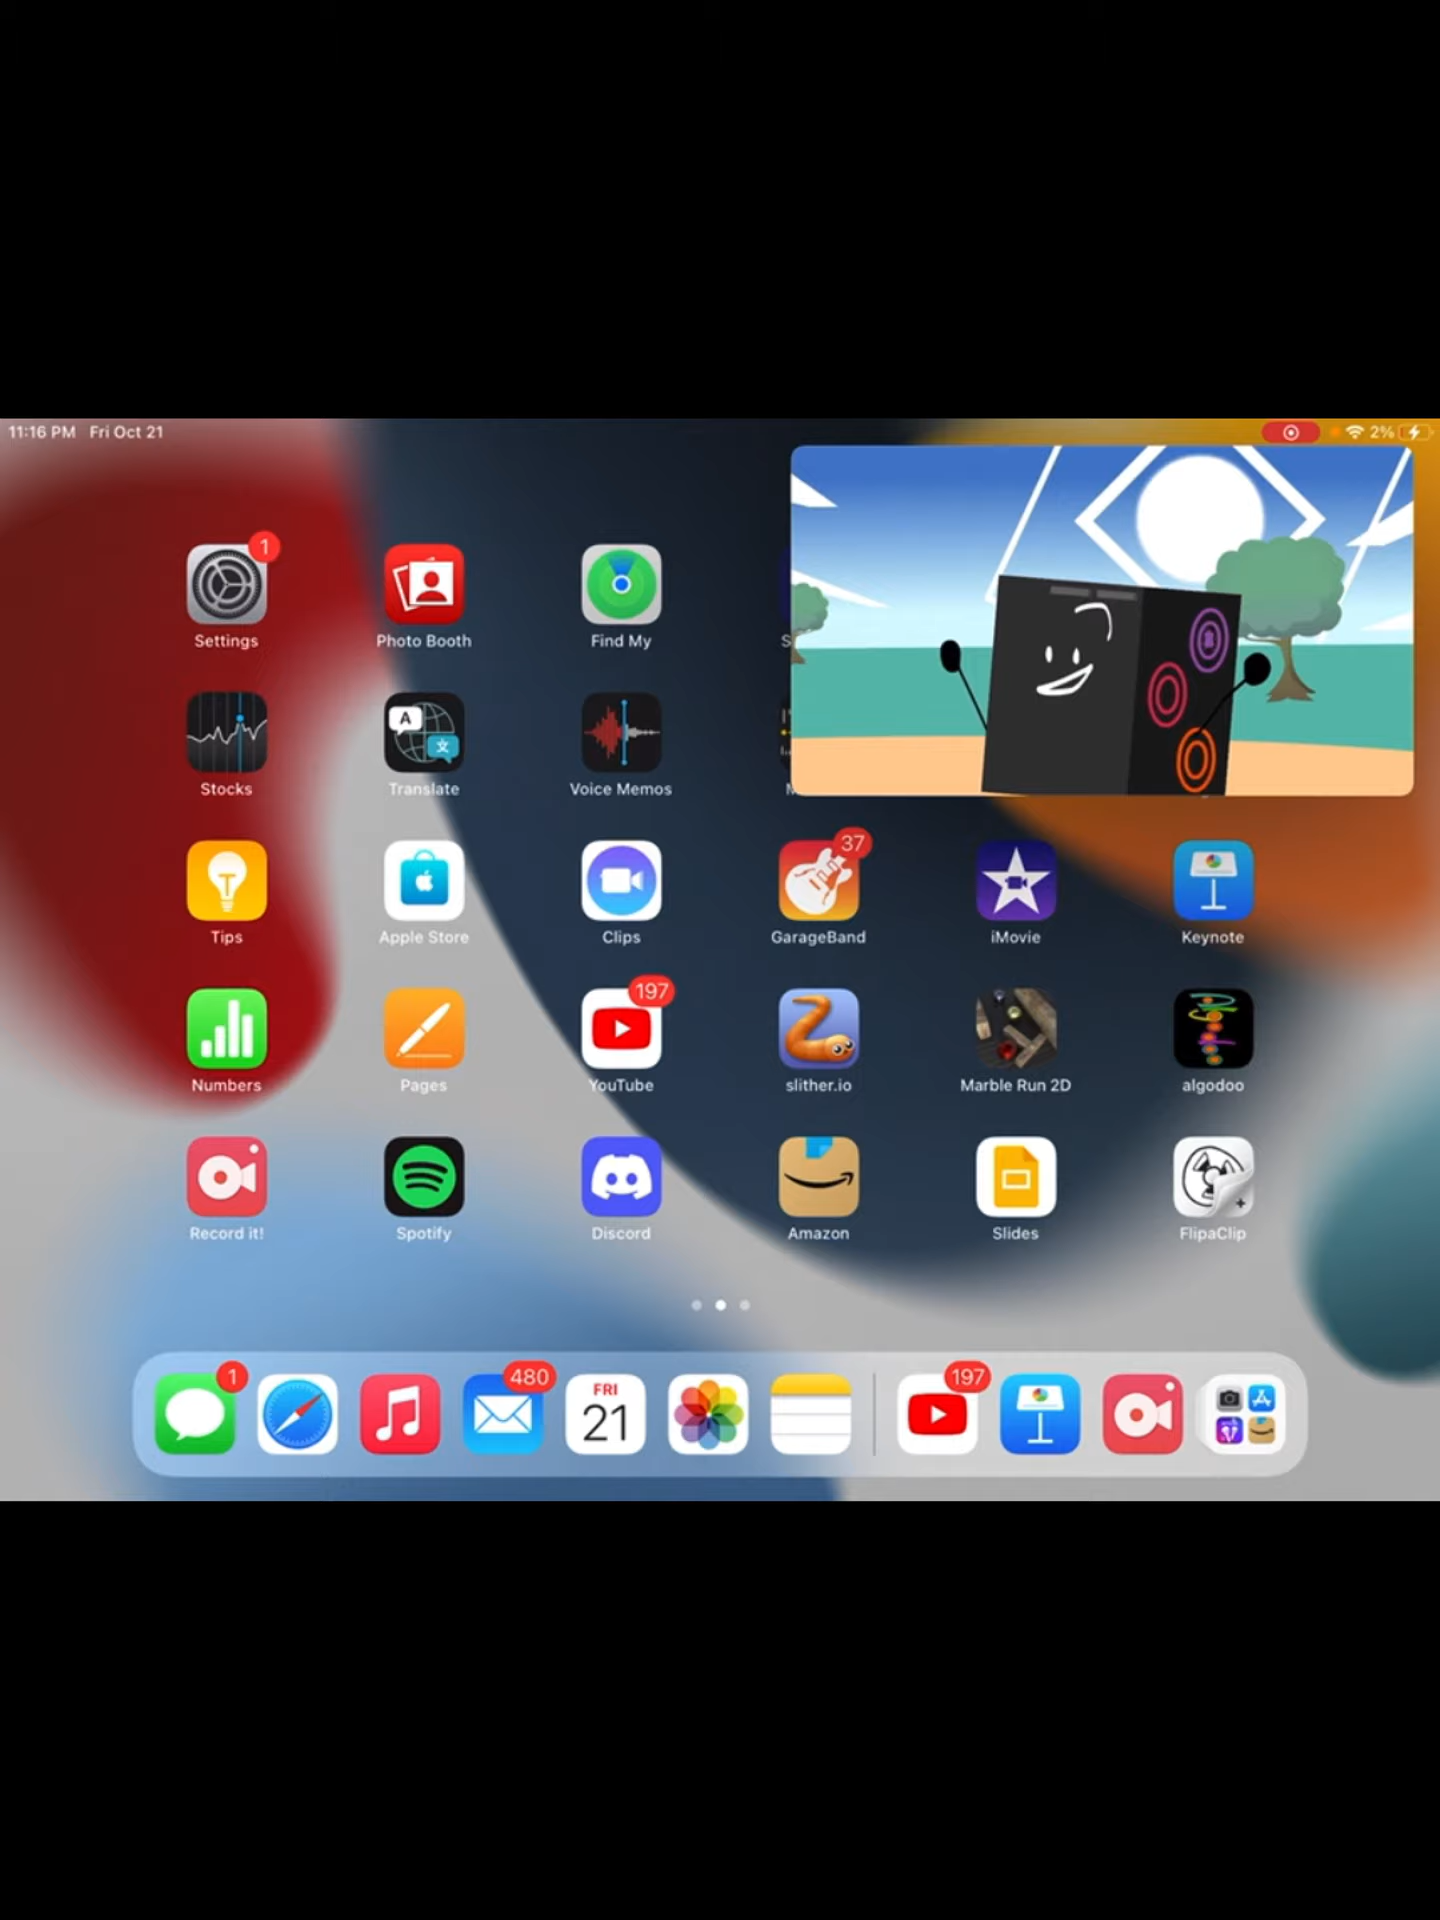 11:16 PM Fri Oct 21
2%
1
Settings
Photo Booth
Find My
S
A
文
Stocks
Translate
Voice Memos
37
Tips
Apple Store
Clips
GarageBand
iMovie
Keynote
197
Numbers
Pages
YouTube
slither.io
Marble Run 2D
algodoo
Record it!
Spotify
Discord
Amazon
Slides
FlipaClip
1
480
197
FRI
21